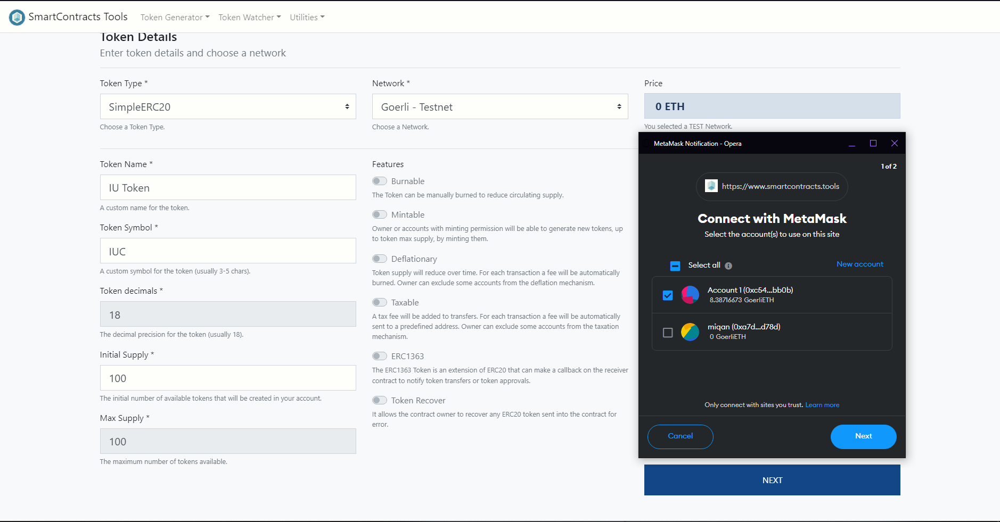 SmartContracts Tools
Token Generator
Token Watcher
Utilities
Token Details
Enter token details and choose a network
Token Type *
SimpleERC20
Choose a Token Type.
Network *
Goerli - Testnet
Choose a Network.
Price
0 ETH
You selected a TEST Network.
Token Name *
IU Token
A custom name for the token.
Token Symbol *
IUC
A custom symbol for the token (usually 3-5 chars).
Token decimals *
18
The decimal precision for the token (usually 18).
Initial Supply *
100
The initial number of available tokens that will be created in your account.
Max Supply *
100
The maximum number of tokens available.
Features
Burnable
The Token can be manually burned to reduce circulating supply.
Mintable
Owner or accounts with minting permission will be able to generate new tokens, up
to token max supply, by minting them.
Deflationary
Token supply will reduce over time. For each transaction a fee will be automatically
burned. Owner can exclude some accounts from the deflation mechanism.
Taxable
A tax fee will be added to transfers. For each transaction a fee will be automatically
sent to a predefined address. Owner can exclude some accounts from the taxation
mechanism.
ERC1363
The ERC1363 Token is an extension of ERC20 that can make a callback on the receiver
contract to notify token transfers or token approvals.
Token Recover
It allows the contract owner to recover any ERC20 token sent into the contract for
error.
MetaMask Notification - Opera
1 of 2
https://www.smartcontracts.tools
Connect with MetaMask
Select the account(s) to use on this site
Select all
New account
Account 1 (0xc54...bb0b)
8.38716673 GoerliETH
miqan (0xa7d...d78d)
0 GoerliETH
Only connect with sites you trust. Learn more
Cancel
Next
NEXT